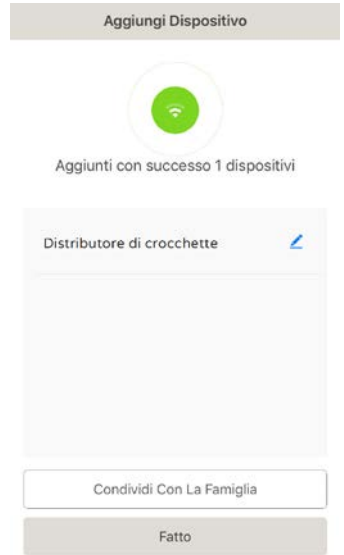 Aggiungi Dispositivo
Aggiunti con successo 1 dispositivi
Distributore di crocchette
Condividi Con La Famiglia
Fatto